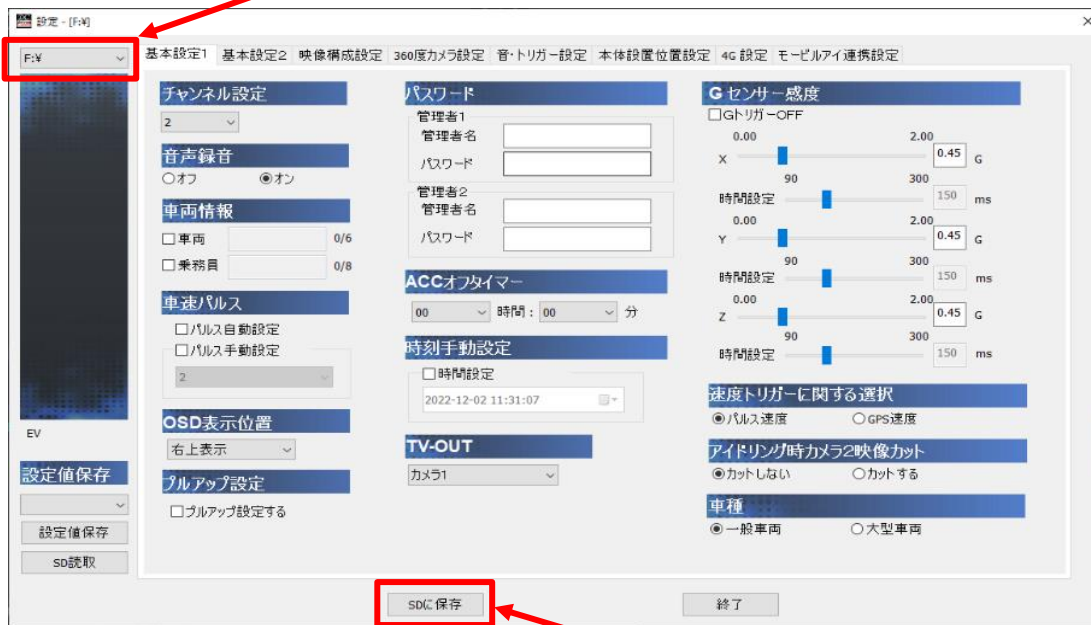 設定 - [F:¥]
F:¥
基本設定1 基本設定2 映像構成設定 360度カメラ設定 音・トリガー設定 本体設置位置設定 4G 設定 モービルアイ連携設定
EV
設定値保存
設定値保存
SD読取
チャンネル設定
2
音声録音
オフ オン
車両情報
車両 0/6
乗務員 0/8
車速パルス
パルス自動設定
パルス手動設定
2
OSD表示位置
右上表示
プルアップ設定
プルアップ設定する
パスワード
管理者1
管理者名
パスワード
管理者2
管理者名
パスワード
ACCオフタイマー
00 時間 : 00 分
時刻手動設定
時間設定
2022-12-02 11:31:07
TV-OUT
カメラ1
G センサー感度
GトリガーOFF
0.00 2.00
X 0.45 G
90 300
時間設定 150 ms
0.00 2.00
Y 0.45 G
90 300
時間設定 150 ms
0.00 2.00
Z 0.45 G
90 300
時間設定 150 ms
速度トリガーに関する選択
パルス速度 GPS速度
アイドリング時カメラ2映像カット
カットしない カットする
車種
一般車両 大型車両
SDに保存 終了